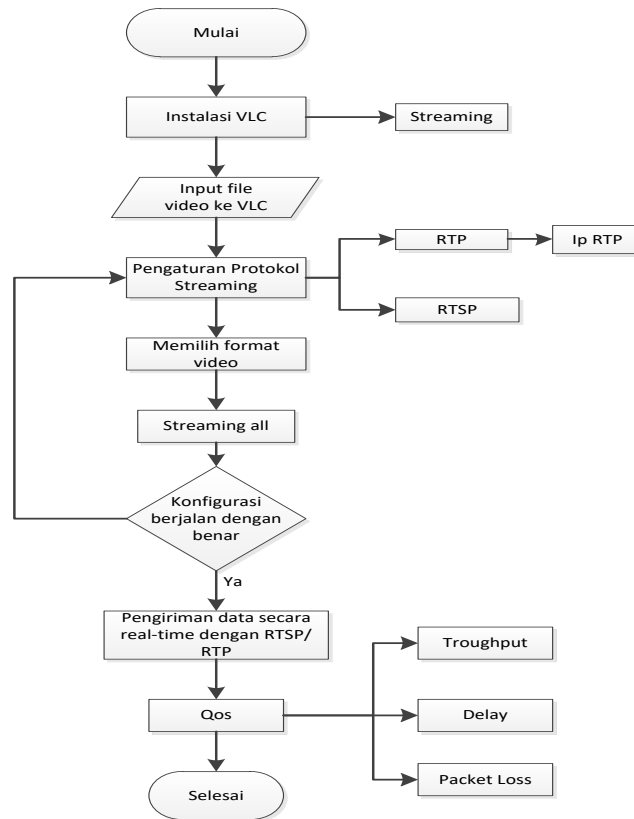 Mulai
Instalasi VLC
Streaming
Input file
video ke VLC
Pengaturan Protokol
Streaming
RTP
Ip RTP
RTSP
Memilih format
video
Streaming all
Konfigurasi
berjalan dengan
benar
Ya
Pengiriman data secara
real-time dengan RTSP/
RTP
Qos
Troughput
Delay
Packet Loss
Selesai